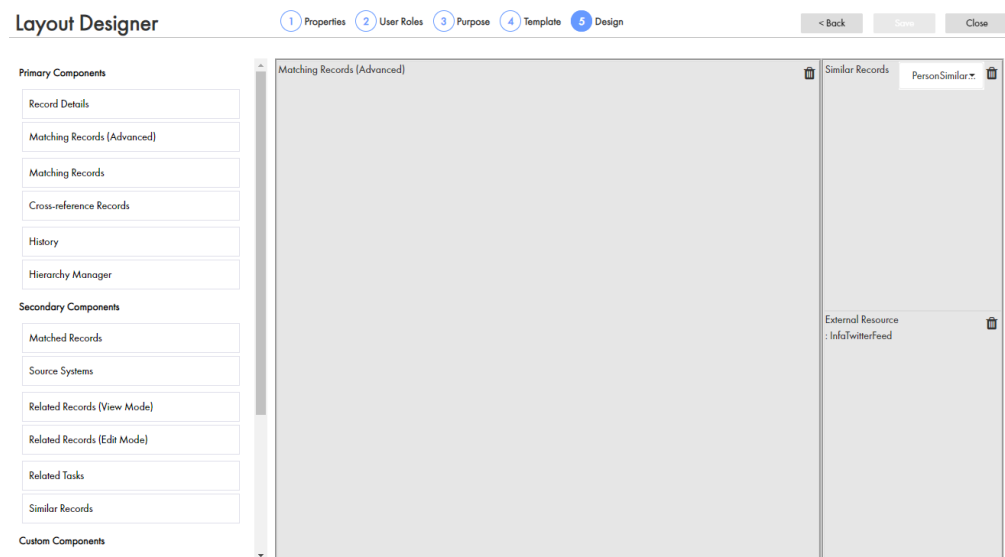 Layout Designer
1 Properties 2 User Roles 3 Purpose 4 Template 5 Design
< Back Save Close
Primary Components
Record Details
Matching Records (Advanced)
Matching Records
Cross-reference Records
History
Hierarchy Manager
Secondary Components
Matched Records
Source Systems
Related Records (View Mode)
Related Records (Edit Mode)
Related Tasks
Similar Records
Custom Components
Matching Records (Advanced)
Similar Records PersonSimilar...
External Resource
: InfaTwitterFeed